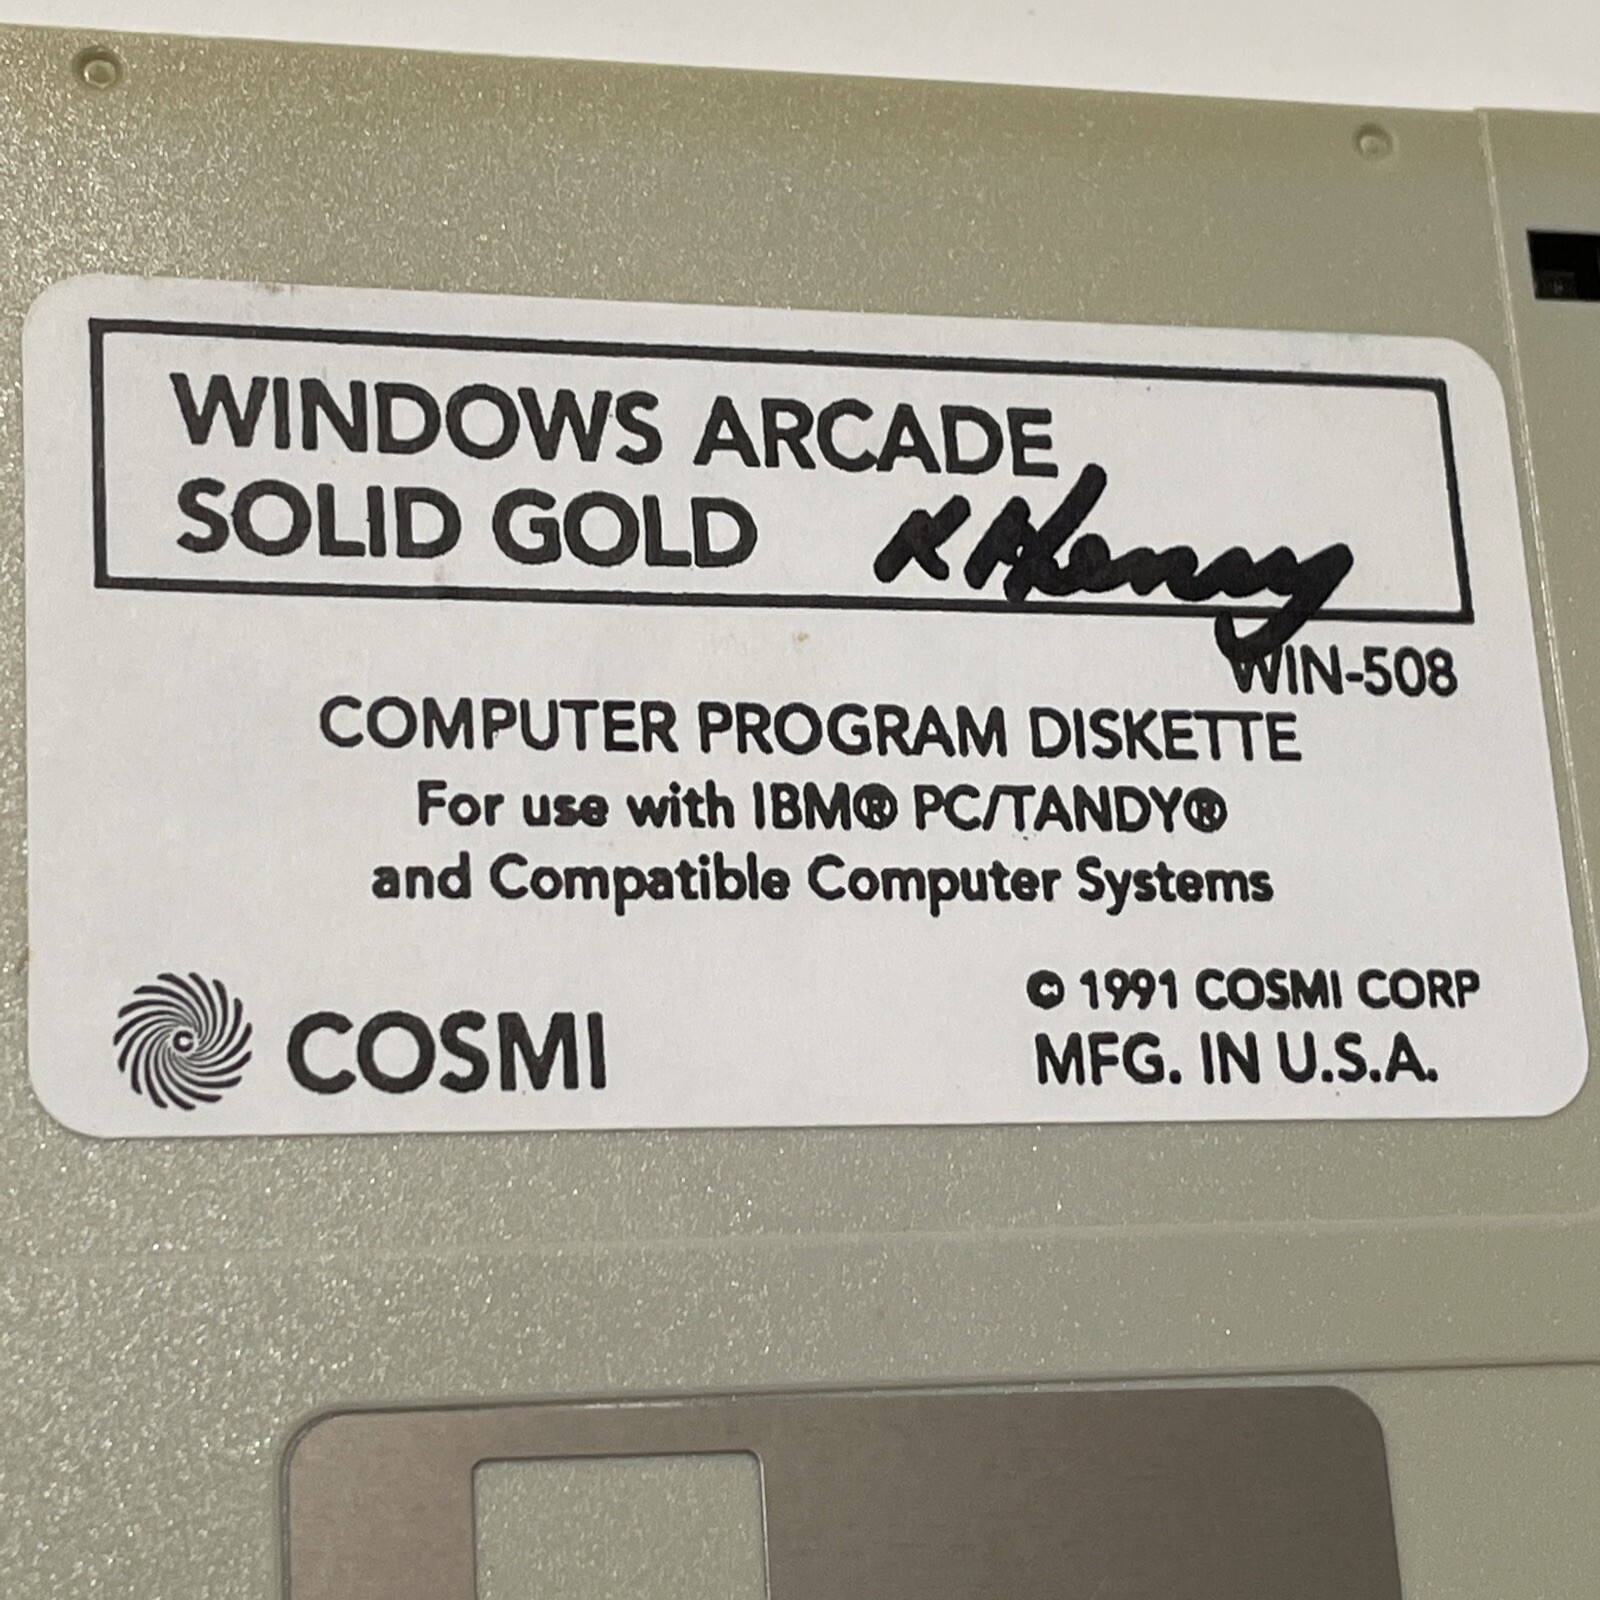 WINDOWS ARCADE
SOLID GOLD K Henry
WIN-508
COMPUTER PROGRAM DISKETTE
For use with IBM® PC/TANDY®
and Compatible Computer Systems
COSMI
© 1991 COSMI CORP
MFG. IN U.S.A.